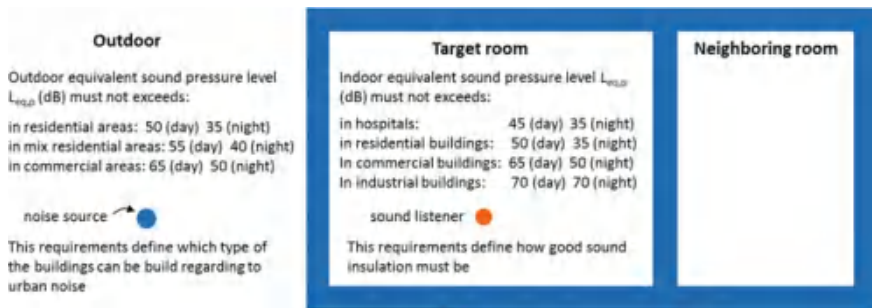 Outdoor
Outdoor equivalent sound pressure level
Leq,p (dB) must not exceeds:
in residential areas: 50 (day) 35 (night)
in mix residential areas: 55 (day) 40 (night)
in commercial areas: 65 (day) 50 (night)
noise source
This requirements define which type of
the buildings can be build regarding to
urban noise
Target room
Indoor equivalent sound pressure level Leq,p
(dB) must not exceeds:
in hospitals: 45 (day) 35 (night)
in residential buildings: 50 (day) 35 (night)
In commercial buildings: 65 (day) 50 (night)
In industrial buildings: 70 (day) 70 (night)
sound listener
This requirements define how good sound
insulation must be
Neighboring room